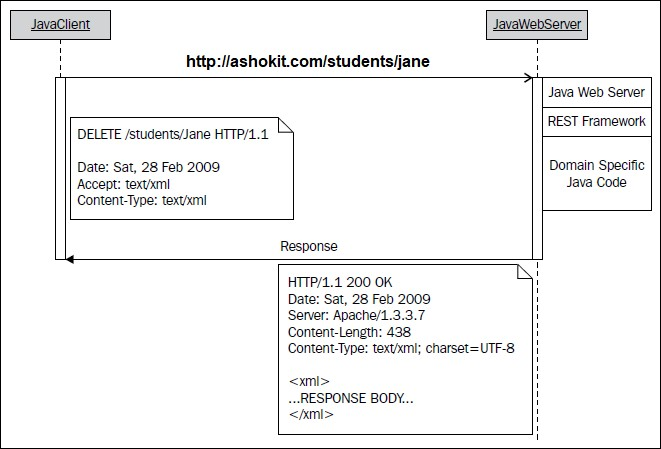 JavaClient
JavaWebServer
http://ashokit.com/students/jane
Java Web Server
REST Framework
Domain Specific
Java Code
DELETE /students/Jane HTTP/1.1
Date: Sat, 28 Feb 2009
Accept: text/xml
Content-Type: text/xml
Response
HTTP/1.1 200 OK
Date: Sat, 28 Feb 2009
Server: Apache/1.3.3.7
Content-Length: 438
Content-Type: text/xml; charset=UTF-8
<xml>
...RESPONSE BODY...
</xml>